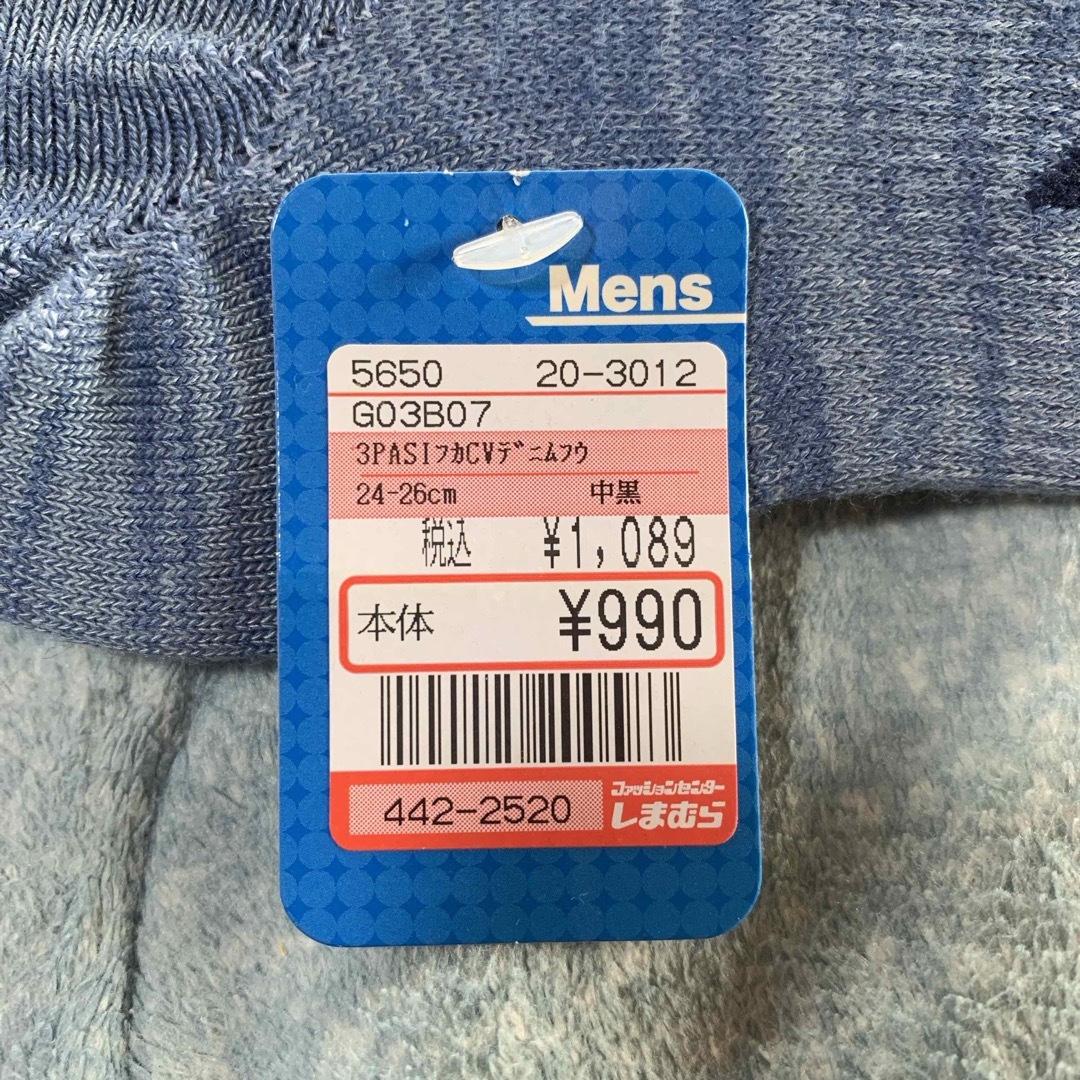 Mens
5650 20-3012
G03B07
3PASIﾌｶCVﾃﾞﾆﾑﾌｳ
24-26cm 中黒
税込 ¥1,089
本体 ¥990
442-2520
ファッションセンター
しまむら